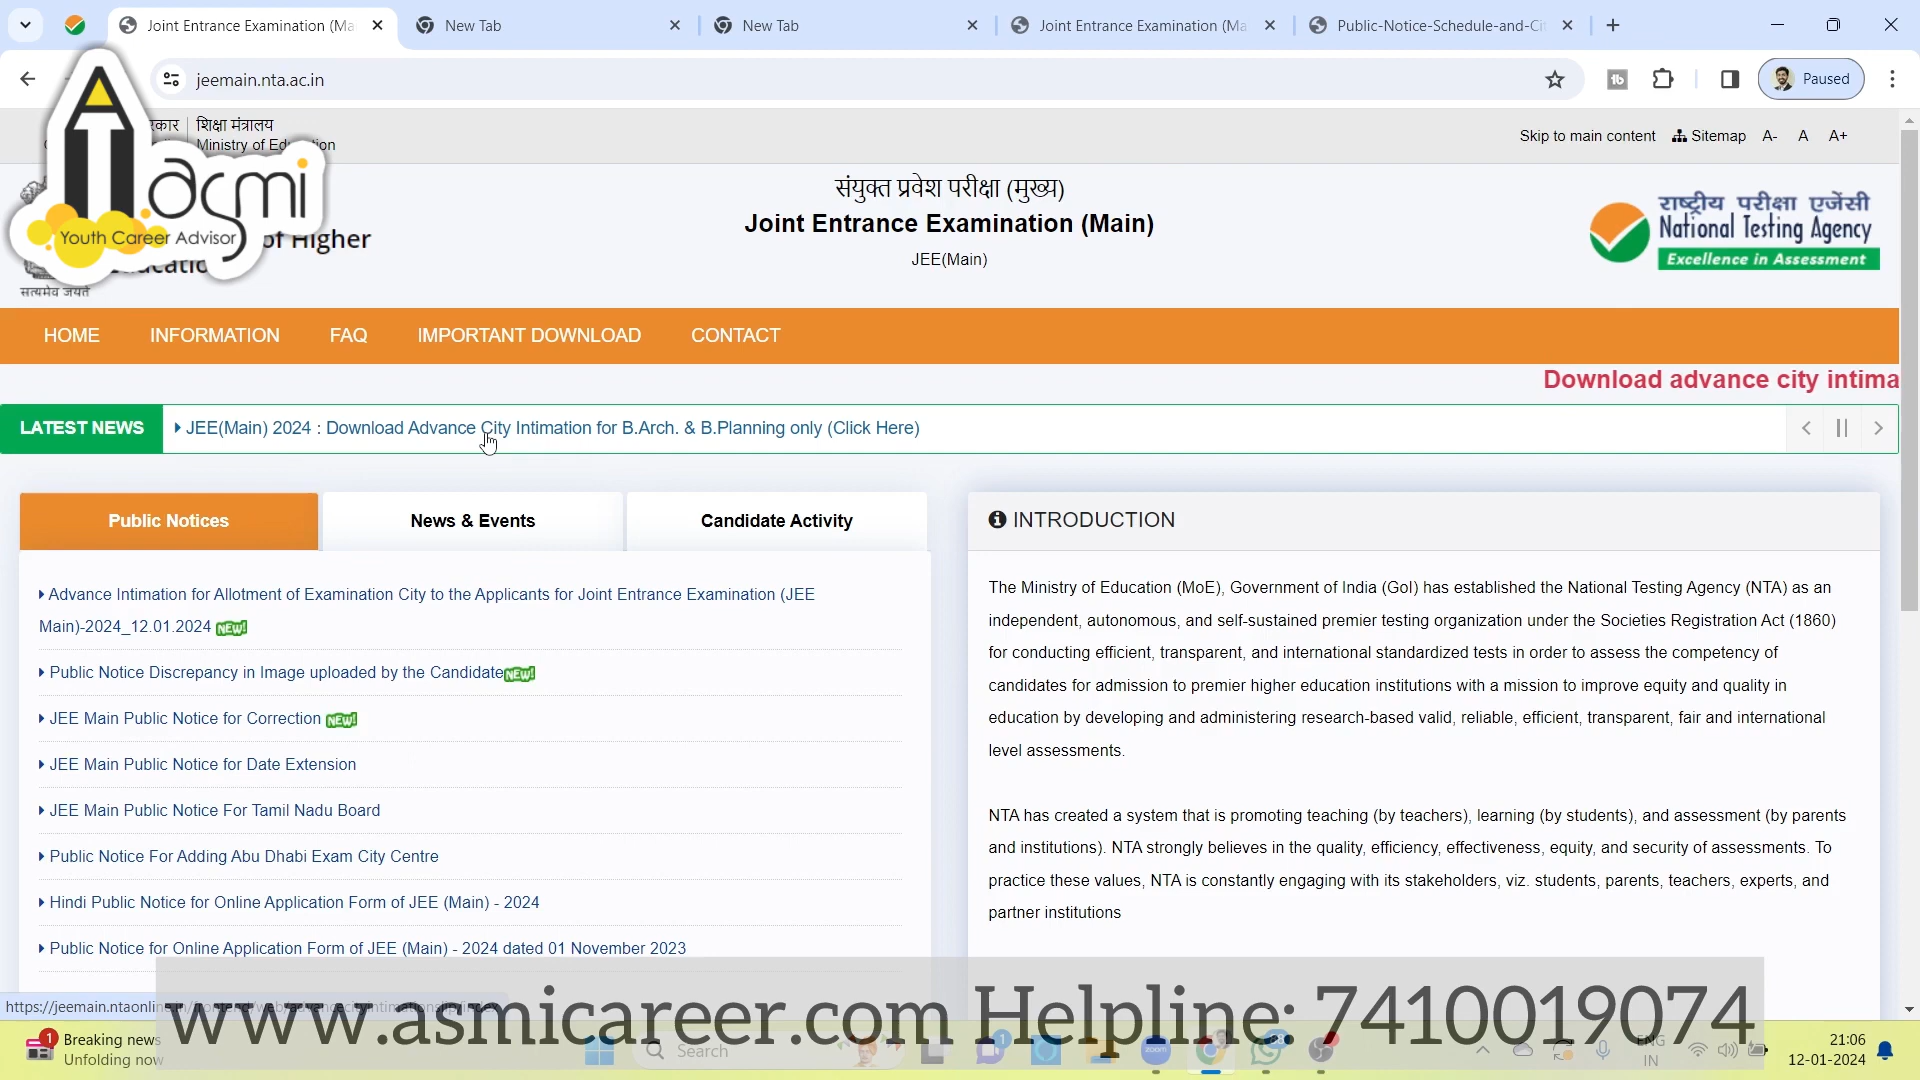 Joint Entrance Examination (Ma
New Tab
New Tab
Joint Entrance Examination (Ma
Public-Notice-Schedule-and-Ci
jeemain.nta.ac.in
Paused
शिक्षा मंत्रालय
Ministry of Education
Skip to main content
Sitemap
A-
A
A+
asmi
Youth Career Advisor
of Higher
सत्यमेव जयते
संयुक्त प्रवेश परीक्षा (मुख्य)
Joint Entrance Examination (Main)
JEE(Main)
राष्ट्रीय परीक्षा एजेंसी
National Testing Agency
Excellence in Assessment
HOME
INFORMATION
FAQ
IMPORTANT DOWNLOAD
CONTACT
Download advance city intima
LATEST NEWS
JEE(Main) 2024 : Download Advance City Intimation for B.Arch. & B.Planning only (Click Here)
Public Notices
News & Events
Candidate Activity
Advance Intimation for Allotment of Examination City to the Applicants for Joint Entrance Examination (JEE
Main)-2024_12.01.2024 NEW!
Public Notice Discrepancy in Image uploaded by the Candidate NEW!
JEE Main Public Notice for Correction NEW!
JEE Main Public Notice for Date Extension
JEE Main Public Notice For Tamil Nadu Board
Public Notice For Adding Abu Dhabi Exam City Centre
Hindi Public Notice for Online Application Form of JEE (Main) - 2024
Public Notice for Online Application Form of JEE (Main) - 2024 dated 01 November 2023
INTRODUCTION
The Ministry of Education (MoE), Government of India (GoI) has established the National Testing Agency (NTA) as an
independent, autonomous, and self-sustained premier testing organization under the Societies Registration Act (1860)
for conducting efficient, transparent, and international standardized tests in order to assess the competency of
candidates for admission to premier higher education institutions with a mission to improve equity and quality in
education by developing and administering research-based valid, reliable, efficient, transparent, fair and international
level assessments.
NTA has created a system that is promoting teaching (by teachers), learning (by students), and assessment (by parents
and institutions). NTA strongly believes in the quality, efficiency, effectiveness, equity, and security of assessments. To
practice these values, NTA is constantly engaging with its stakeholders, viz. students, parents, teachers, experts, and
partner institutions
https://jeemain.ntaonline.in/frontend/web/advancecityintimationslip/index
www.asmicareer.com Helpline: 7410019074
1
Breaking news
Unfolding now
Search
zoom
ENG
IN
21:06
12-01-2024